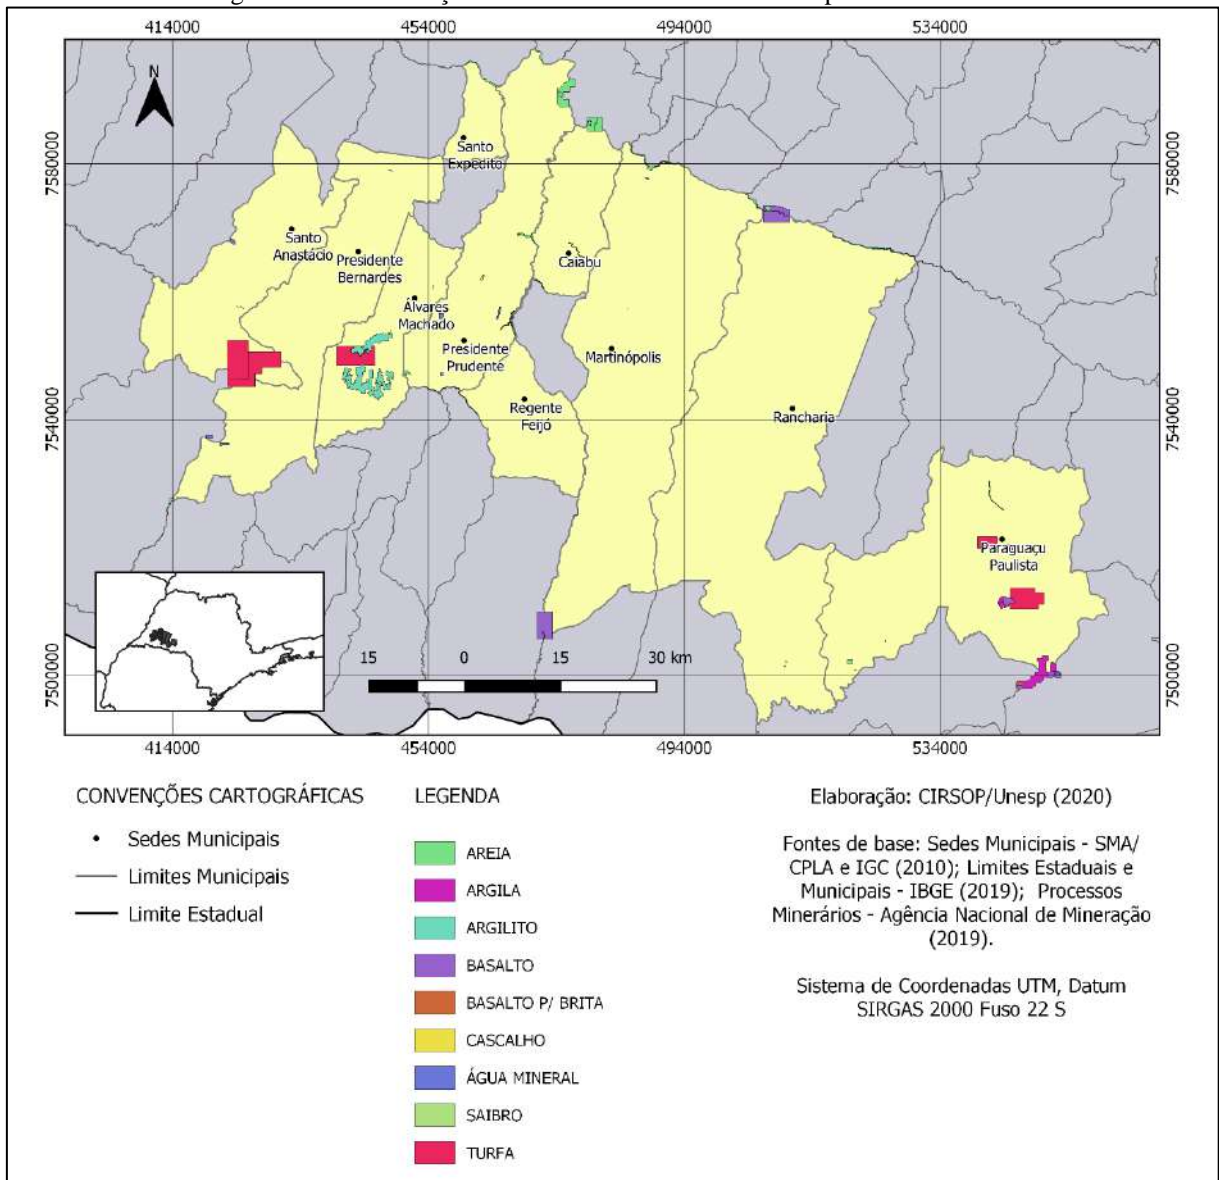 414000 454000 494000 534000
N
7580000
7580000
Santo
Expedito
Santo
Anastácio
Presidente
Bernardes
Caiabu
Álvares
Machado
Presidente
Prudente
Martinópolis
Regente
Feijó
Rancharia
7540000
7540000
Paraguaçu
Paulista
15 0 15 30 km
7500000
7500000
414000 454000 494000 534000
CONVENÇÕES CARTOGRÁFICAS
Sedes Municipais
Limites Municipais
Limite Estadual
LEGENDA
AREIA
ARGILA
ARGILITO
BASALTO
BASALTO P/ BRITA
CASCALHO
ÁGUA MINERAL
SAIBRO
TURFA
Elaboração: CIRSOP/Unesp (2020)
Fontes de base: Sedes Municipais - SMA/
CPLA e IGC (2010); Limites Estaduais e
Municipais - IBGE (2019); Processos
Minerários - Agência Nacional de Mineração
(2019).
Sistema de Coordenadas UTM, Datum
SIRGAS 2000 Fuso 22 S